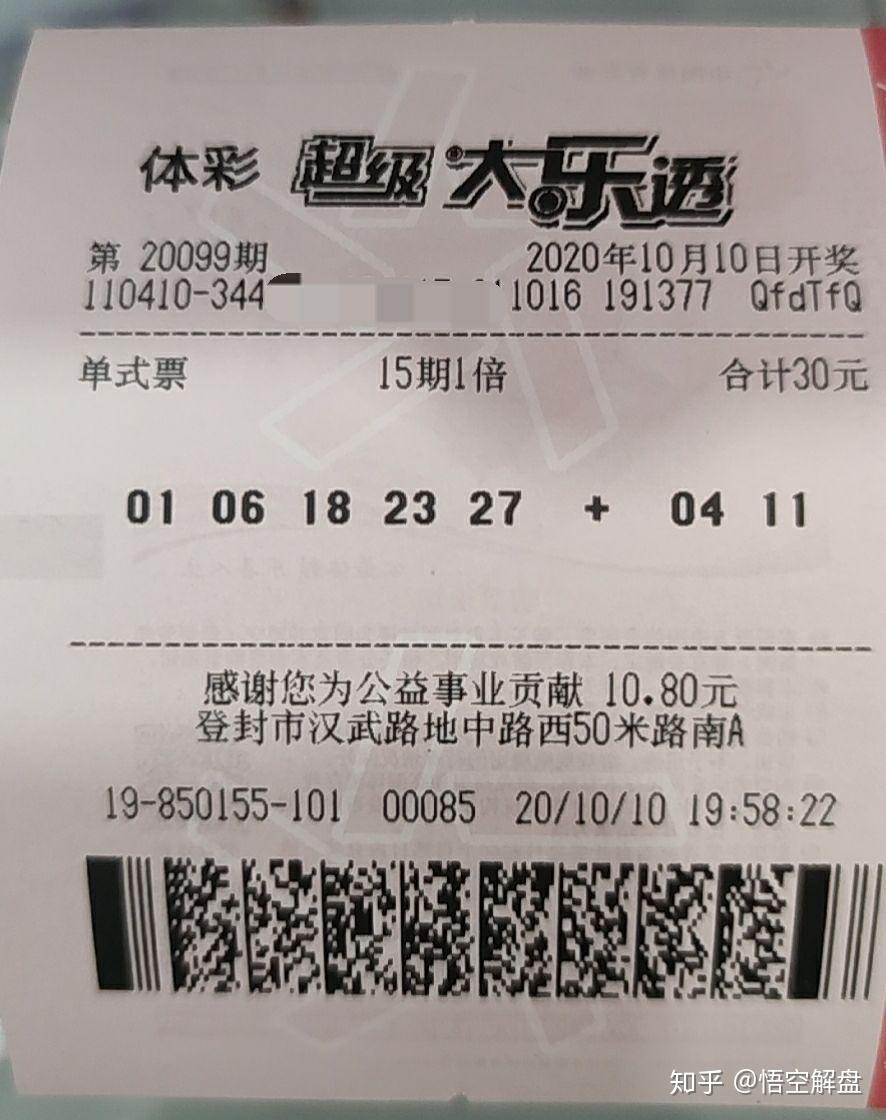 体彩 超级大乐透
第 20099期 2020年10月10日开奖
110410-344 1016 191377 QfdTfQ
单式票 15期1倍 合计30元
01 06 18 23 27 + 04 11
感谢您为公益事业贡献 10.80元
登封市汉武路地中路西50米路南A
19-850155-101 00085 20/10/10 19:58:22
知乎 @悟空解盘